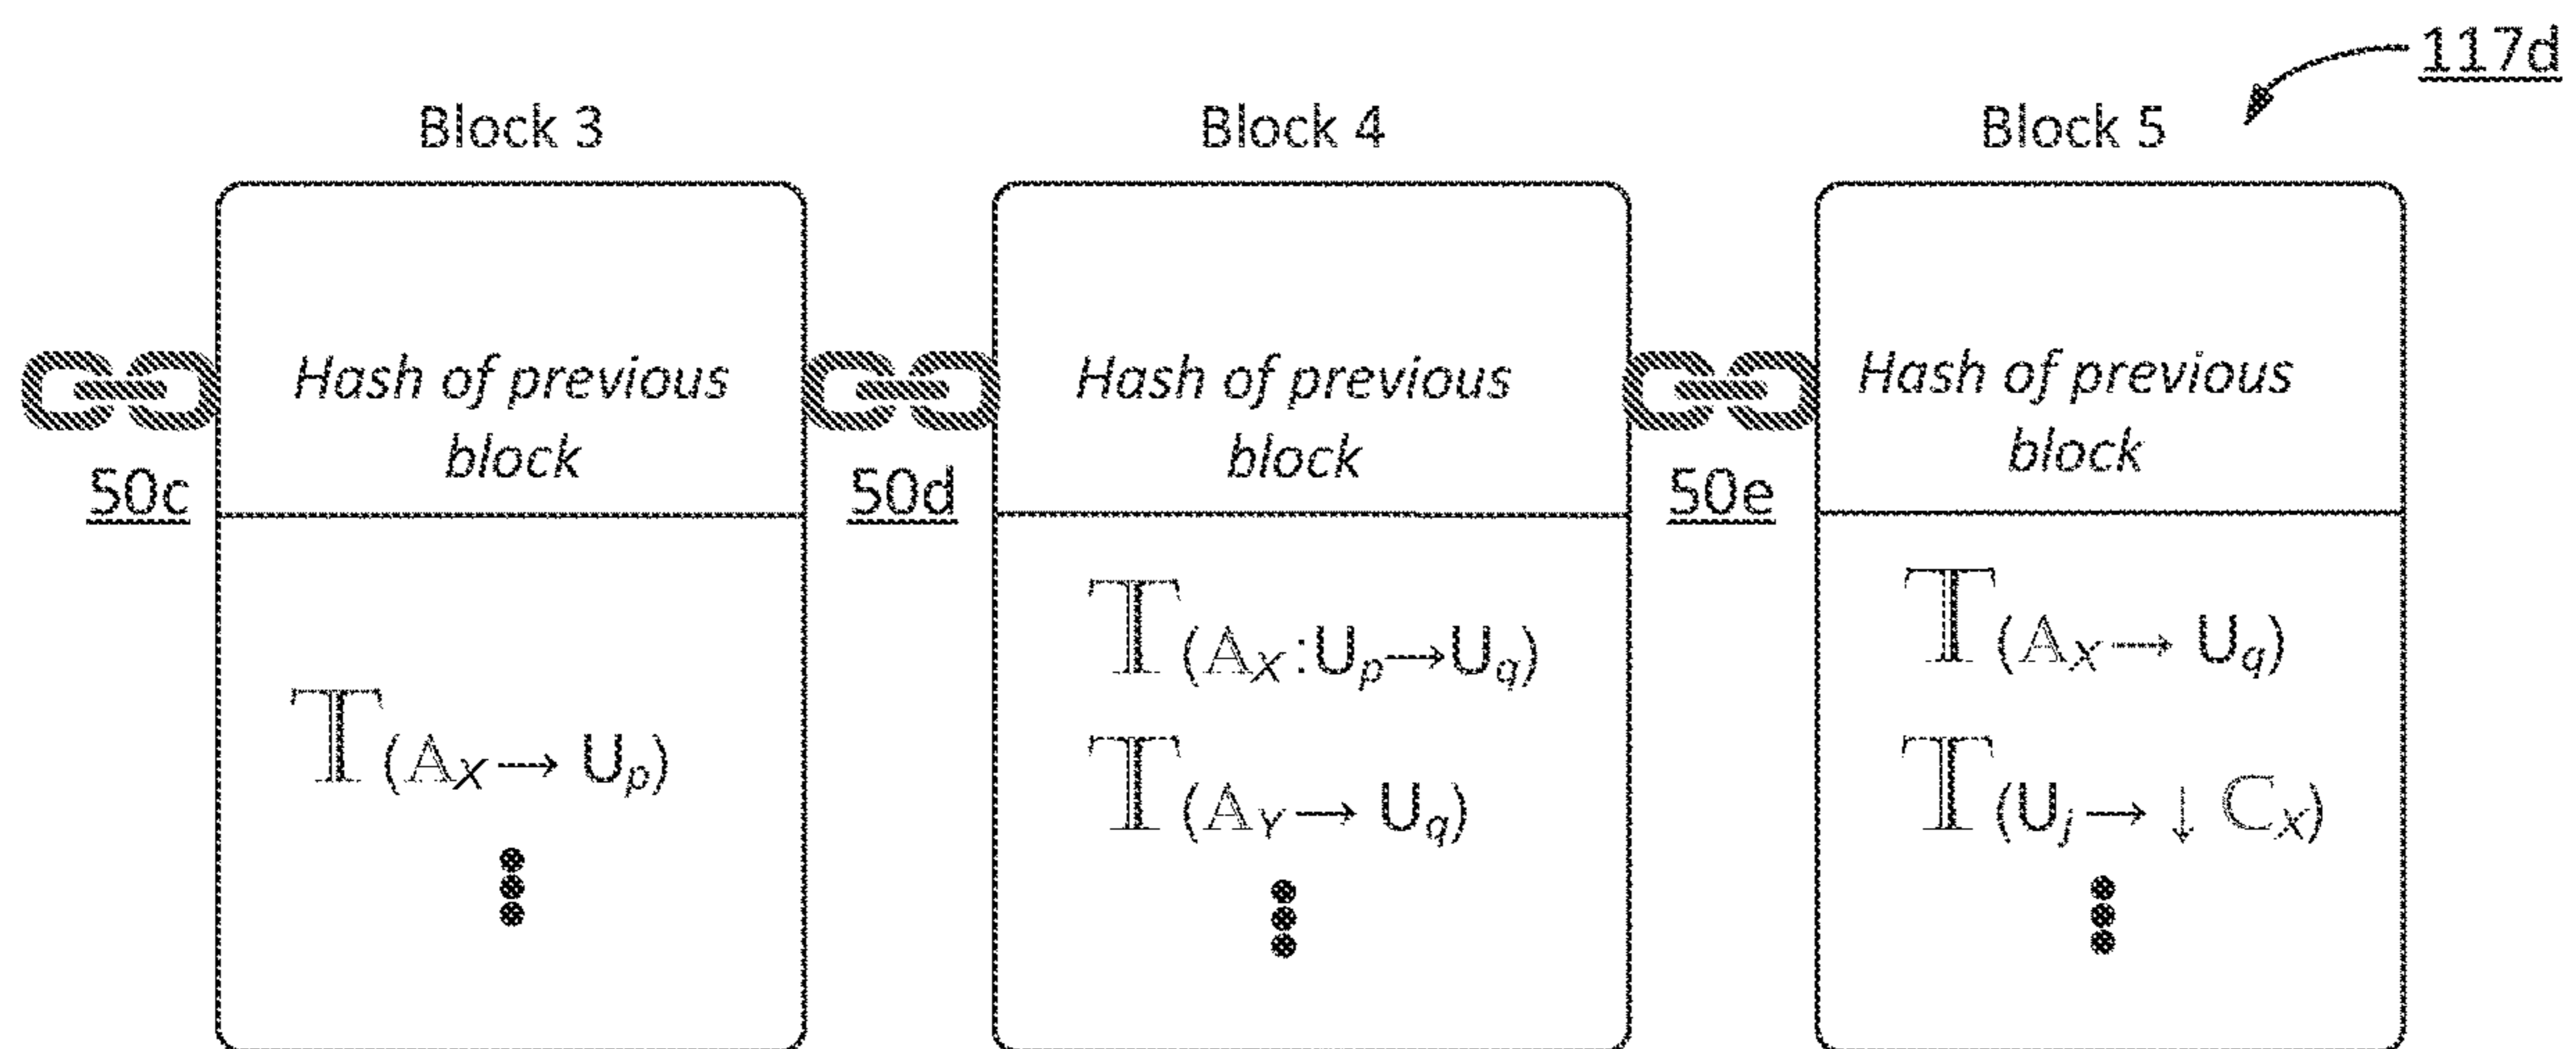 117d
Block 3
Hash of previous
block
50c
𝕋(𝔸X→ Up)
Block 4
Hash of previous
block
50d
𝕋(𝔸X:Up→Uq)
𝕋(𝔸Y→ Uq)
Block 5
Hash of previous
block
50e
𝕋(𝔸X→ Uq)
𝕋(Uj→ ↓ ℂX)